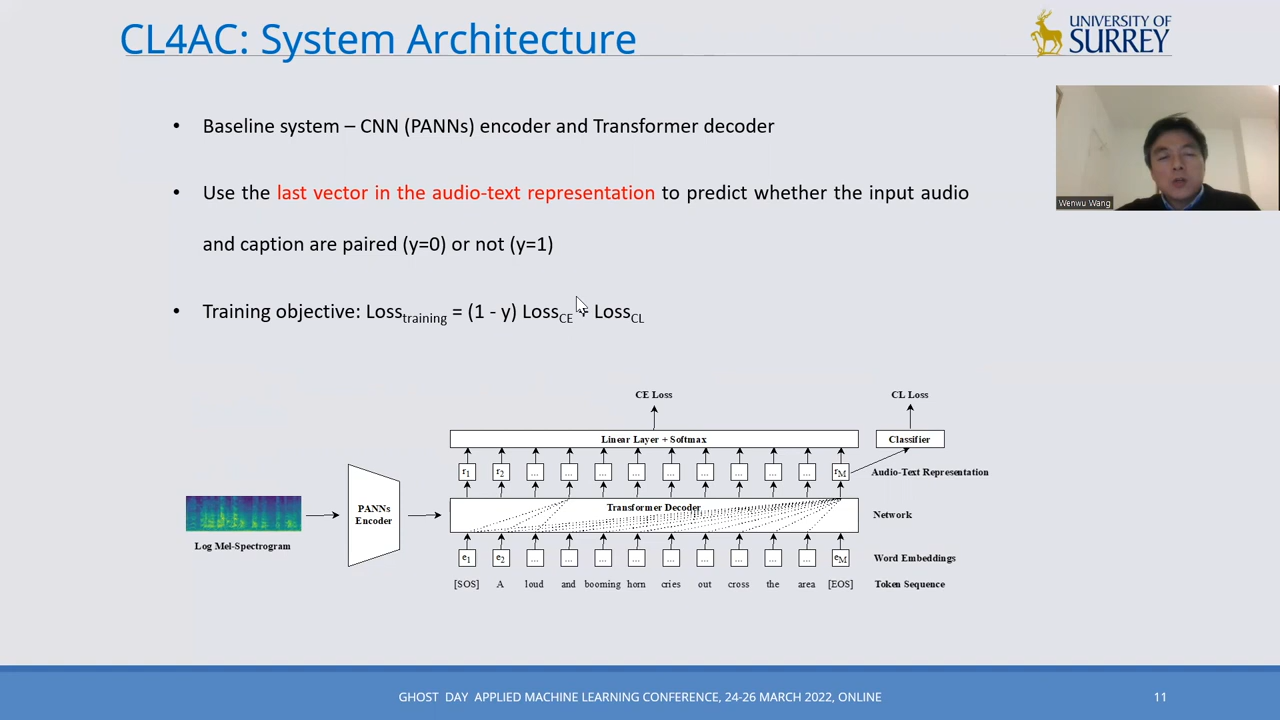 CL4AC: System Architecture
UNIVERSITY OF
SURREY
• Baseline system – CNN (PANNs) encoder and Transformer decoder
Wenwu Wang
• Use the last vector in the audio-text representation to predict whether the input audio
and caption are paired (y=0) or not (y=1)
• Training objective: Loss_training = (1 - y) Loss_CE + Loss_CL
CE Loss
CL Loss
Linear Layer + Softmax
Classifier
r1 r2 ... ... ... ... ... ... ... ... ... rM
Audio-Text Representation
PANNs
Encoder
Transformer Decoder
Network
Log Mel-Spectrogram
e1 e2 ... ... ... ... ... ... ... ... ... eM
Word Embeddings
[SOS] A loud and booming horn cries out cross the area [EOS]
Token Sequence
GHOST DAY APPLIED MACHINE LEARNING CONFERENCE, 24-26 MARCH 2022, ONLINE
11